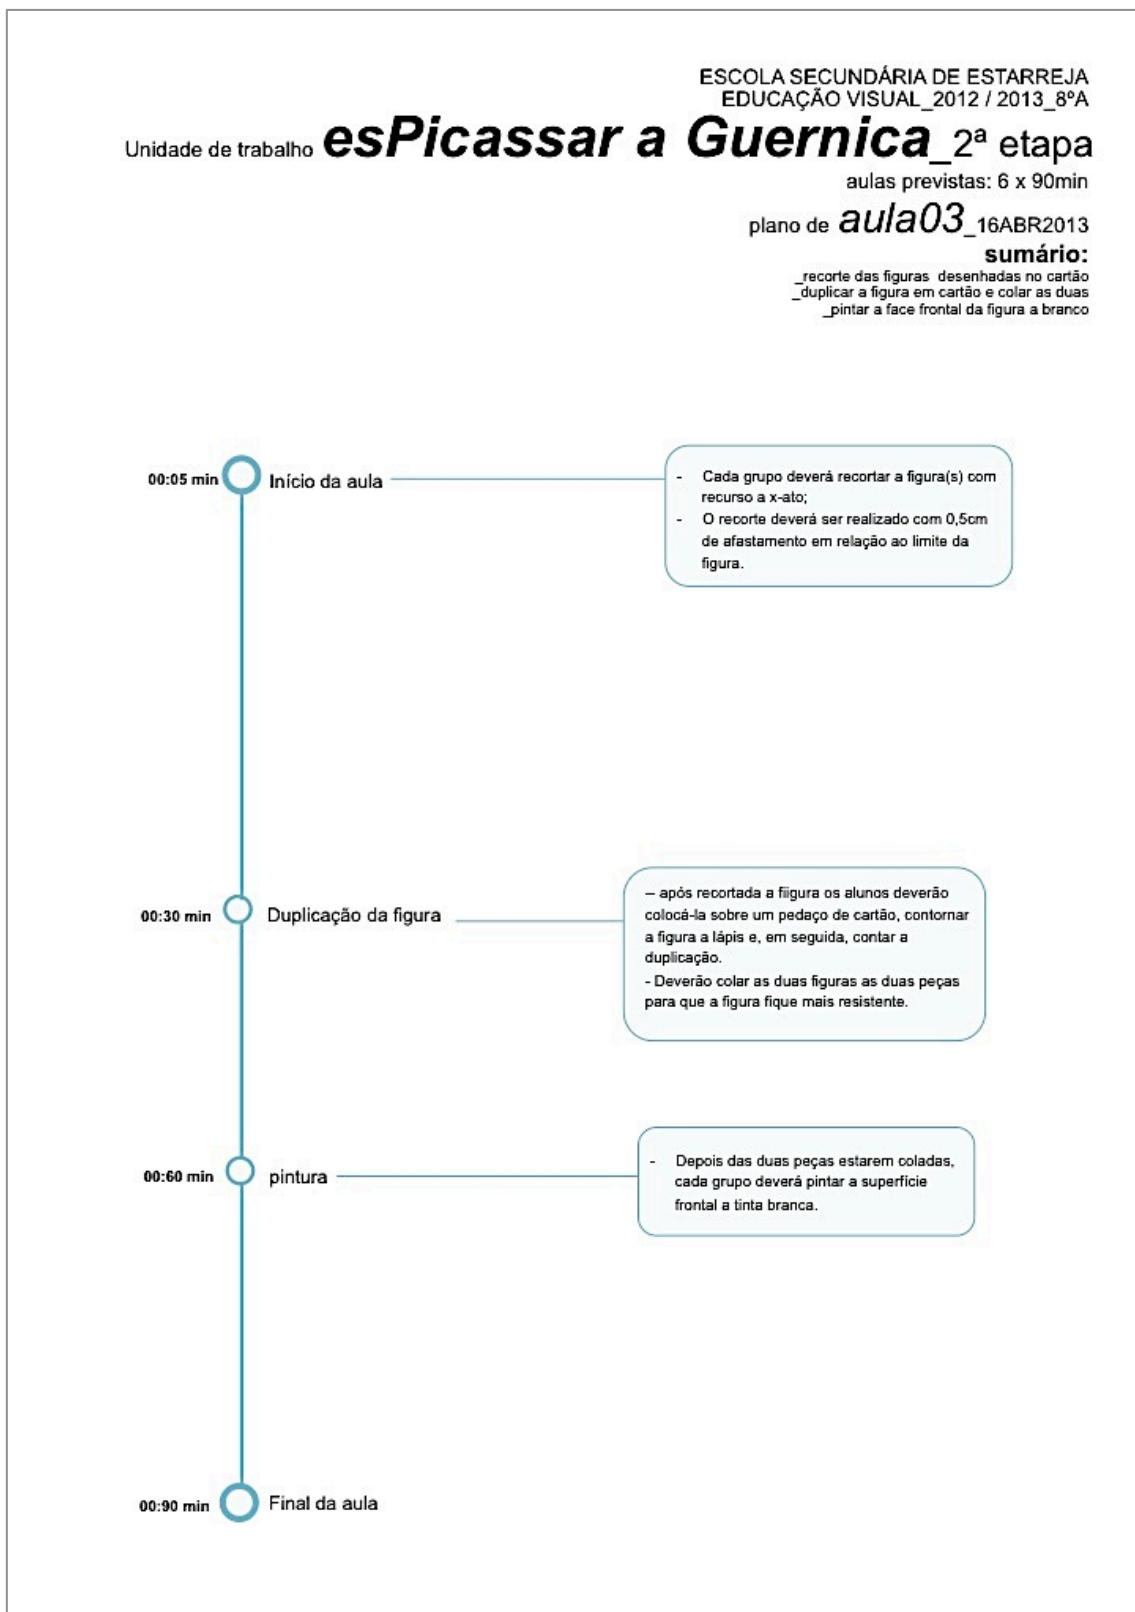 ESCOLA SECUNDÁRIA DE ESTARREJA
EDUCAÇÃO VISUAL_2012 / 2013_8ºA
Unidade de trabalho esPicassar a Guernica_2ª etapa
aulas previstas: 6 x 90min
plano de aula03_16ABR2013
sumário:
_recorte das figuras desenhadas no cartão
_duplicar a figura em cartão e colar as duas
_pintar a face frontal da figura a branco
00:05 min Início da aula
- Cada grupo deverá recortar a figura(s) com
recurso a x-ato;
- O recorte deverá ser realizado com 0,5cm
de afastamento em relação ao limite da
figura.
00:30 min Duplicação da figura
– após recortada a fiigura os alunos deverão
colocá-la sobre um pedaço de cartão, contornar
a figura a lápis e, em seguida, contar a
duplicação.
- Deverão colar as duas figuras as duas peças
para que a figura fique mais resistente.
00:60 min pintura
- Depois das duas peças estarem coladas,
cada grupo deverá pintar a superfície
frontal a tinta branca.
00:90 min Final da aula